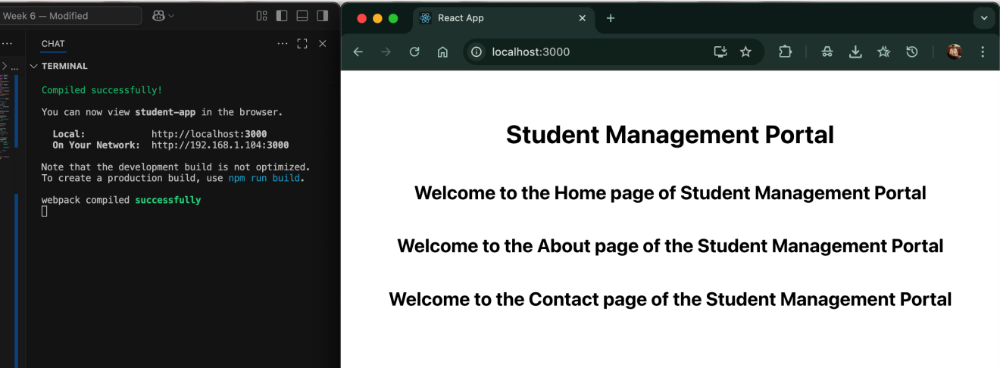 Week 6 — Modified
CHAT
TERMINAL
Compiled successfully!
You can now view student-app in the browser.
Local: http://localhost:3000
On Your Network: http://192.168.1.104:3000
Note that the development build is not optimized.
To create a production build, use npm run build.
webpack compiled successfully
React App
localhost:3000
Student Management Portal
Welcome to the Home page of Student Management Portal
Welcome to the About page of the Student Management Portal
Welcome to the Contact page of the Student Management Portal